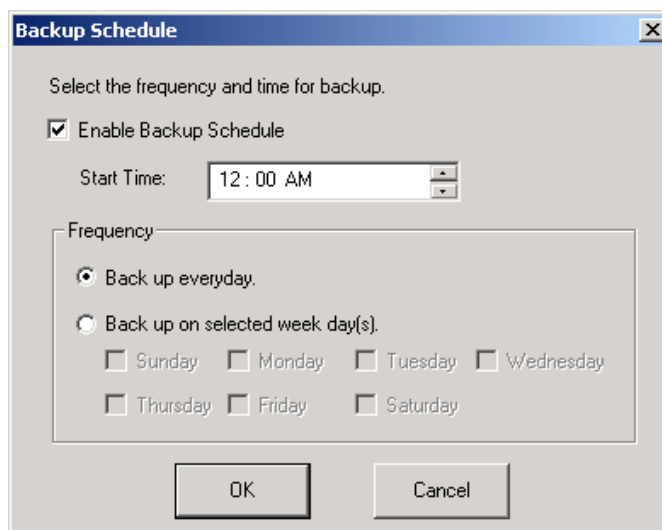 Backup Schedule
Select the frequency and time for backup.
Enable Backup Schedule
Start Time: 12 : 00 AM
Frequency
Back up everyday.
Back up on selected week day(s).
Sunday Monday Tuesday Wednesday
Thursday Friday Saturday
OK Cancel